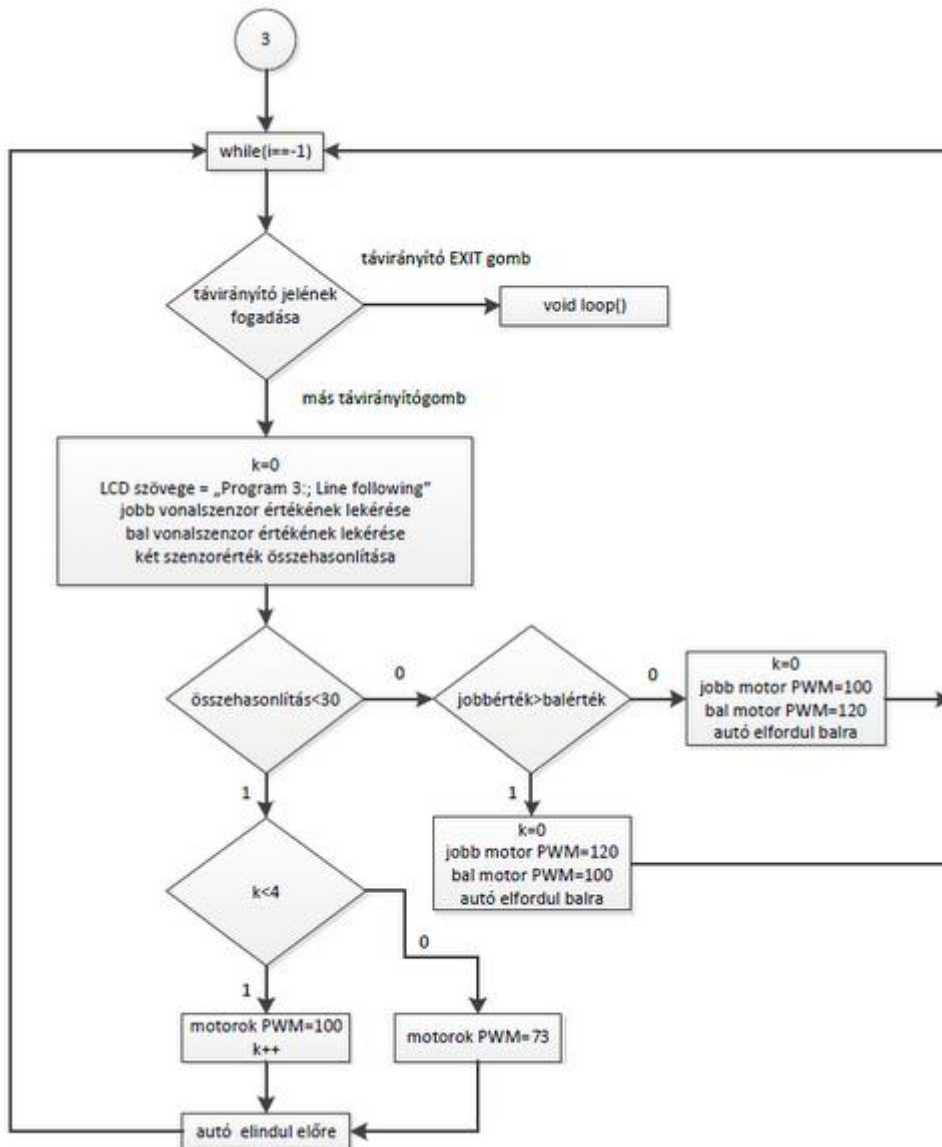 3
while(i==-1)
távirányító EXIT gomb
távirányító jelének
fogadása
void loop()
más távirányítógomb
k=0
LCD szövege = „Program 3:; Line following”
jobb vonalszenzor értékének lekérése
bal vonalszenzor értékének lekérése
két szenzorérték összehasonlítása
összehasonlítás<30
0
jobbérték>balérték
0
k=0
jobb motor PWM=100
bal motor PWM=120
autó elfordul balra
1
1
k=0
jobb motor PWM=120
bal motor PWM=100
autó elfordul balra
k<4
0
1
motorok PWM=100
k++
motorok PWM=73
autó elindul előre